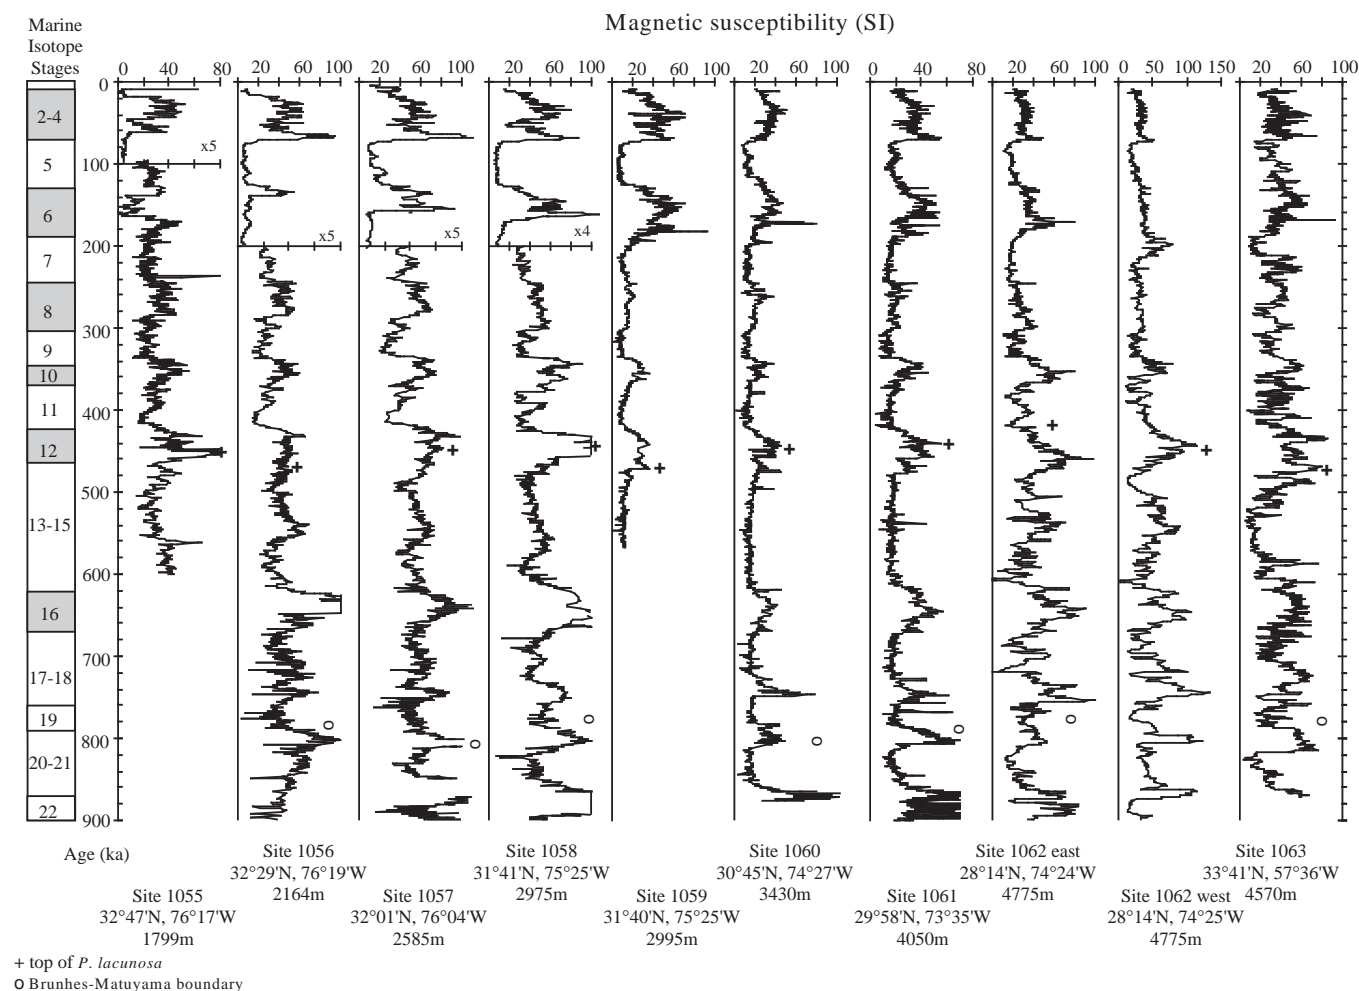 Magnetic susceptibility (SI)
Marine
Isotope
Stages
0 40 80
20 60 100
20 60 100
20 60 100
20 60 100
20 60 100
0 40 80
20 60 100
0 50 100 150
20 60 100
0
2-4
x5
100
5
6
x5
x5
x4
200
7
8
300
9
10
11
400
12
500
13-15
600
16
700
17-18
19
800
20-21
22
900
Age (ka)
Site 1055
32°47'N, 76°17'W
1799m
Site 1056
32°29'N, 76°19'W
2164m
Site 1057
32°01'N, 76°04'W
2585m
Site 1058
31°41'N, 75°25'W
2975m
Site 1059
31°40'N, 75°25'W
2995m
Site 1060
30°45'N, 74°27'W
3430m
Site 1061
29°58'N, 73°35'W
4050m
Site 1062 east
28°14'N, 74°24'W
4775m
Site 1062 west
28°14'N, 74°25'W
4775m
Site 1063
33°41'N, 57°36'W
4570m
+ top of P. lacunosa
o Brunhes-Matuyama boundary